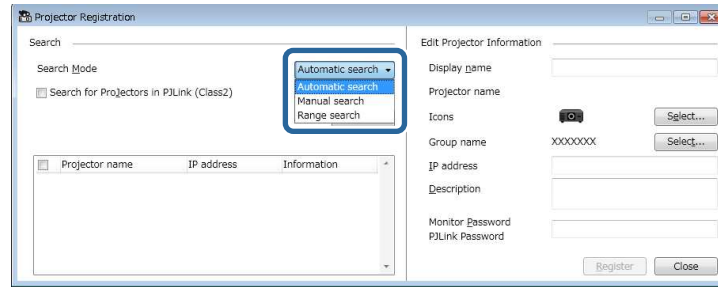 Projector Registration
Search
Search Mode
Automatic search
Automatic search
Manual search
Range search
Search for Projectors in PJLink (Class2)
Projector name IP address Information
Edit Projector Information
Display name
Projector name
Icons Select...
Group name XXXXXXX Select...
IP address
Description
Monitor Password
PJLink Password
Register Close